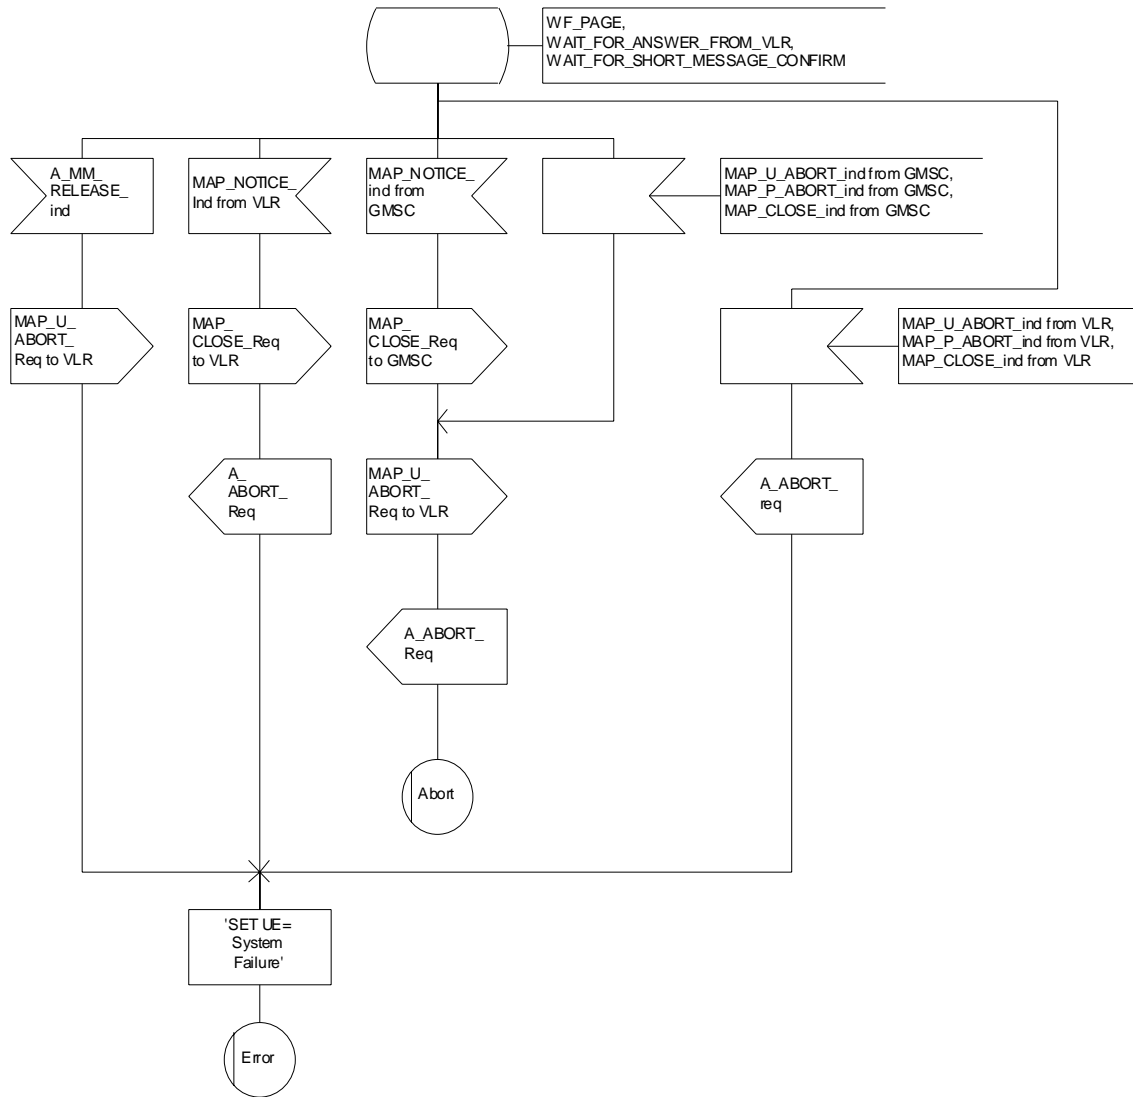 WF_PAGE,
WAIT_FOR_ANSWER_FROM_VLR,
WAIT_FOR_SHORT_MESSAGE_CONFIRM
A_MM_
RELEASE_
ind
MAP_NOTICE_
Ind from VLR
MAP_NOTICE_
ind from
GMSC
MAP_U_ABORT_ind from GMSC,
MAP_P_ABORT_ind from GMSC,
MAP_CLOSE_ind from GMSC
MAP_U_
ABORT_
Req to VLR
MAP_
CLOSE_Req
to VLR
MAP_
CLOSE_Req
to GMSC
MAP_U_ABORT_ind from VLR,
MAP_P_ABORT_ind from VLR,
MAP_CLOSE_ind from VLR
A_
ABORT_
Req
MAP_U_
ABORT_
Req to VLR
A_ABORT_
req
A_ABORT_
Req
Abort
'SET UE=
System
Failure'
Error